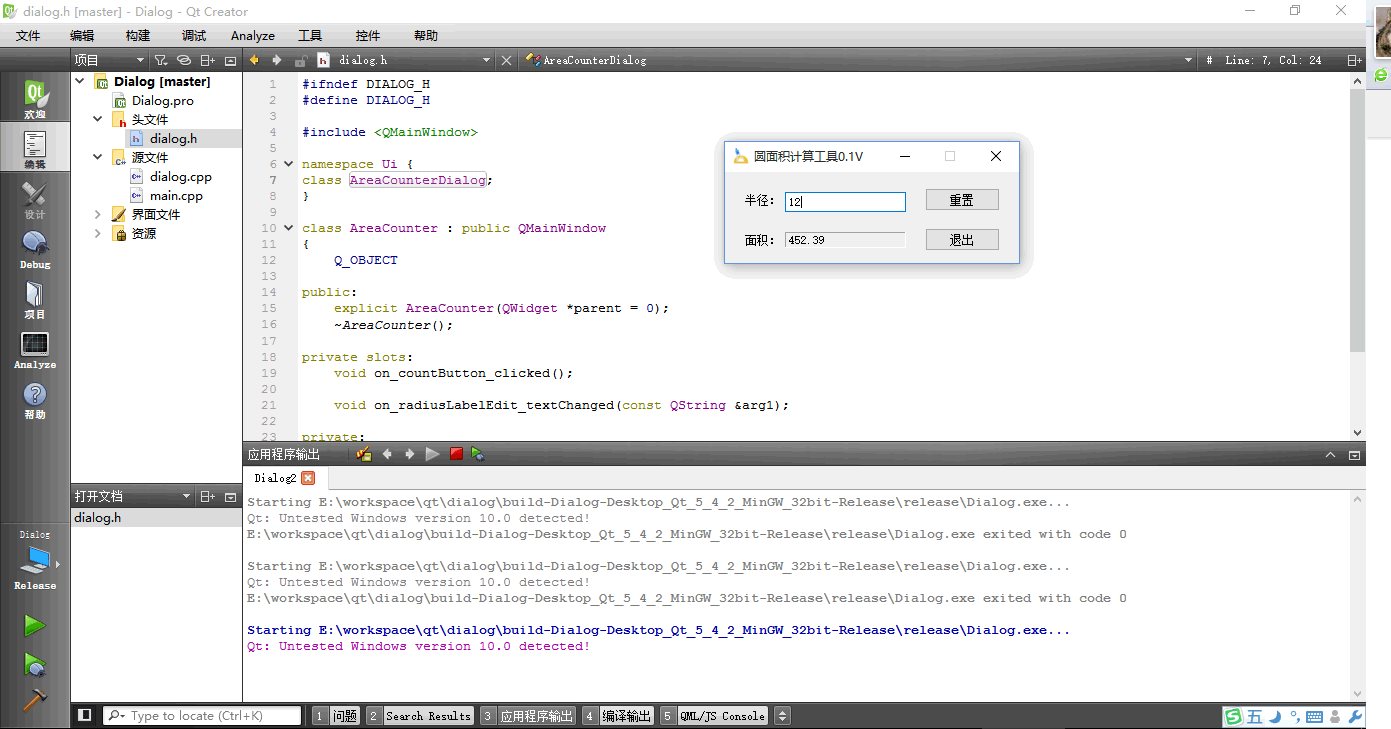 dialog.h [master] - Dialog - Qt Creator
文件 编辑 构建 调试 Analyze 工具 控件 帮助
项目
dialog.h
AreaCounterDialog
# Line: 7, Col: 24
欢迎
编辑
设计
Debug
项目
Analyze
帮助
Dialog
Release
Dialog [master]
Dialog.pro
头文件
dialog.h
源文件
dialog.cpp
main.cpp
界面文件
资源
打开文档
dialog.h
1 #ifndef DIALOG_H
2 #define DIALOG_H
3
4 #include <QMainWindow>
5
6 namespace Ui {
7 class AreaCounterDialog;
8 }
9
10 class AreaCounter : public QMainWindow
11 {
12 Q_OBJECT
13
14 public:
15 explicit AreaCounter(QWidget *parent = 0);
16 ~AreaCounter();
17
18 private slots:
19 void on_countButton_clicked();
20
21 void on_radiusLabelEdit_textChanged(const QString &arg1);
22
23 private:
圆面积计算工具0.1V
半径: 12 重置
面积: 452.39 退出
应用程序输出
Dialog2
Starting E:\workspace\qt\dialog\build-Dialog-Desktop_Qt_5_4_2_MinGW_32bit-Release\release\Dialog.exe...
Qt: Untested Windows version 10.0 detected!
E:\workspace\qt\dialog\build-Dialog-Desktop_Qt_5_4_2_MinGW_32bit-Release\release\Dialog.exe exited with code 0
Starting E:\workspace\qt\dialog\build-Dialog-Desktop_Qt_5_4_2_MinGW_32bit-Release\release\Dialog.exe...
Qt: Untested Windows version 10.0 detected!
E:\workspace\qt\dialog\build-Dialog-Desktop_Qt_5_4_2_MinGW_32bit-Release\release\Dialog.exe exited with code 0
Starting E:\workspace\qt\dialog\build-Dialog-Desktop_Qt_5_4_2_MinGW_32bit-Release\release\Dialog.exe...
Qt: Untested Windows version 10.0 detected!
Type to locate (Ctrl+K) 1 问题 2 Search Results 3 应用程序输出 4 编译输出 5 QML/JS Console
五